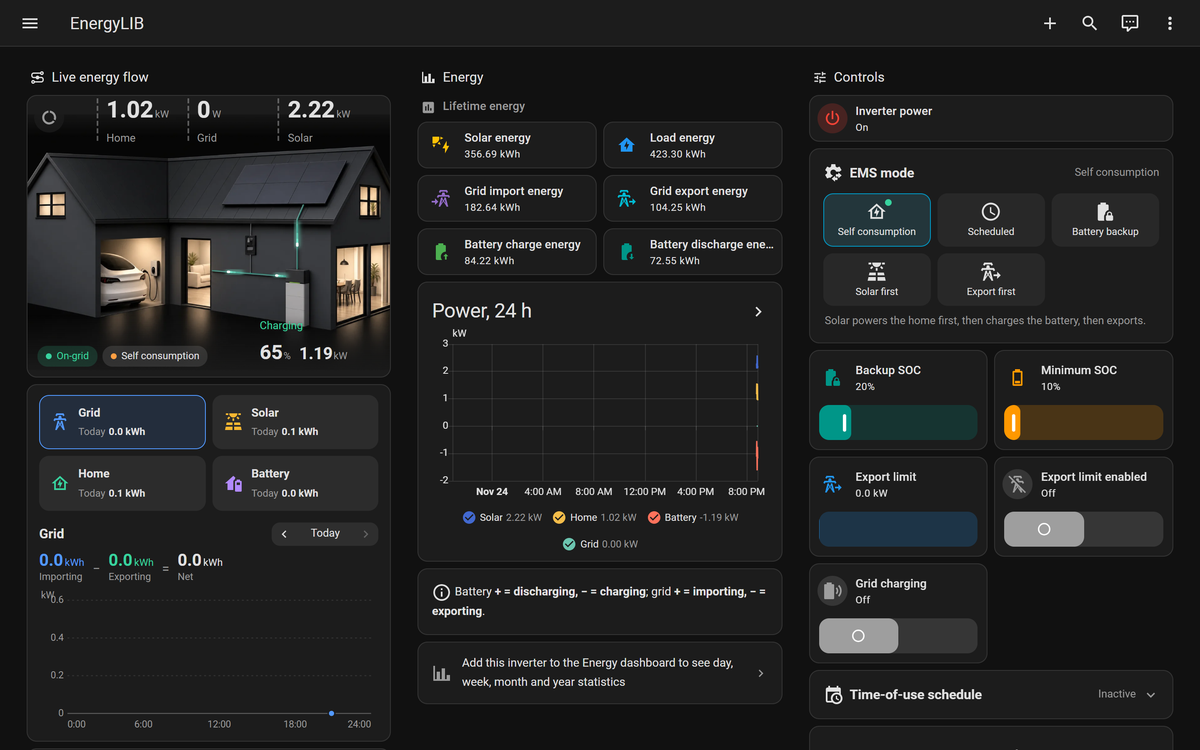 EnergyLIB
Live energy flow
1.02 kW
Home
0 W
Grid
2.22 kW
Solar
Charging
65% 1.19 kW
On-grid
Self consumption
Grid
Today 0.0 kWh
Solar
Today 0.1 kWh
Home
Today 0.1 kWh
Battery
Today 0.0 kWh
Grid
Today
0.0 kWh
Importing
–
0.0 kWh
Exporting
=
0.0 kWh
Net
kW
0.6
0.4
0.2
0
0:00 6:00 12:00 18:00 24:00
Energy
Lifetime energy
Solar energy
356.69 kWh
Load energy
423.30 kWh
Grid import energy
182.64 kWh
Grid export energy
104.25 kWh
Battery charge energy
84.22 kWh
Battery discharge ene…
72.55 kWh
Power, 24 h
kW
3
2
1
0
-1
-2
Nov 24 4:00 AM 8:00 AM 12:00 PM 4:00 PM 8:00 PM
Solar 2.22 kW Home 1.02 kW Battery -1.19 kW
Grid 0.00 kW
Battery + = discharging, − = charging; grid + = importing, − =
exporting.
Add this inverter to the Energy dashboard to see day,
week, month and year statistics
Controls
Inverter power
On
EMS mode
Self consumption
Self consumption
Scheduled
Battery backup
Solar first
Export first
Solar powers the home first, then charges the battery, then exports.
Backup SOC
20%
Minimum SOC
10%
Export limit
0.0 kW
Export limit enabled
Off
Grid charging
Off
Time-of-use schedule
Inactive